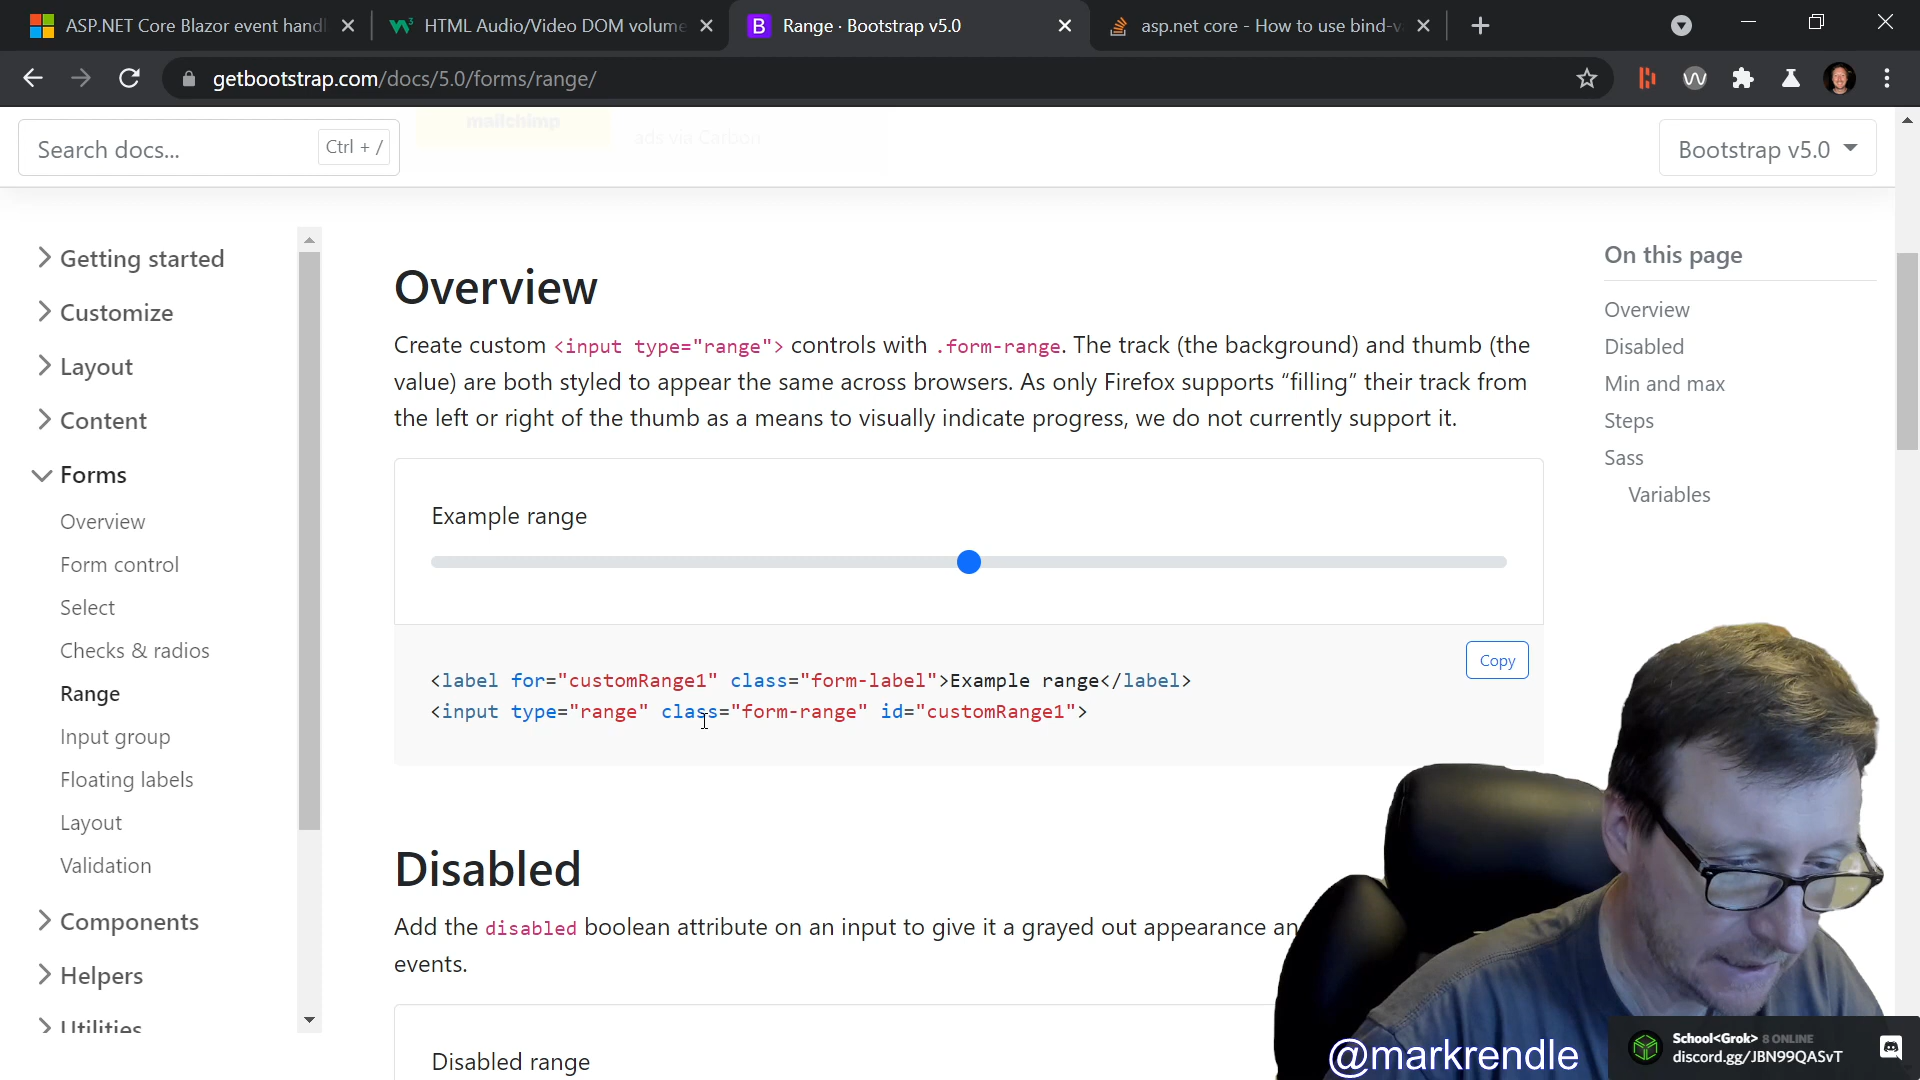 ASP.NET Core Blazor event handl
HTML Audio/Video DOM volume
Range · Bootstrap v5.0
asp.net core - How to use bind-v
getbootstrap.com/docs/5.0/forms/range/
mailchimp
ads via Carbon
Search docs...
Ctrl + /
Bootstrap v5.0
Getting started
Customize
Layout
Content
Forms
Overview
Form control
Select
Checks & radios
Range
Input group
Floating labels
Layout
Validation
Components
Helpers
Utilities
Overview
Create custom <input type="range"> controls with .form-range. The track (the background) and thumb (the
value) are both styled to appear the same across browsers. As only Firefox supports “filling” their track from
the left or right of the thumb as a means to visually indicate progress, we do not currently support it.
Example range
Copy
<label for="customRange1" class="form-label">Example range</label>
<input type="range" class="form-range" id="customRange1">
Disabled
Add the disabled boolean attribute on an input to give it a grayed out appearance an
events.
Disabled range
On this page
Overview
Disabled
Min and max
Steps
Sass
Variables
@markrendle
School<Grok> 8 ONLINE
discord.gg/JBN99QASvT